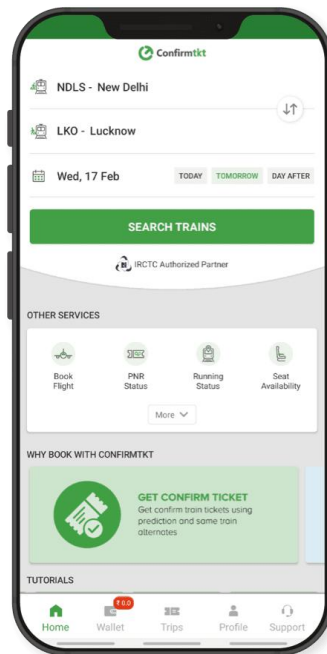 Confirmtkt
NDLS - New Delhi
LKO - Lucknow
Wed, 17 Feb
TODAY
TOMORROW
DAY AFTER
SEARCH TRAINS
IRCTC Authorized Partner
OTHER SERVICES
Book
Flight
PNR
Status
Running
Status
Seat
Availability
More
WHY BOOK WITH CONFIRMTKT
GET CONFIRM TICKET
Get confirm train tickets using
prediction and same train
alternates
TUTORIALS
₹ 0.0
Home
Wallet
Trips
Profile
Support